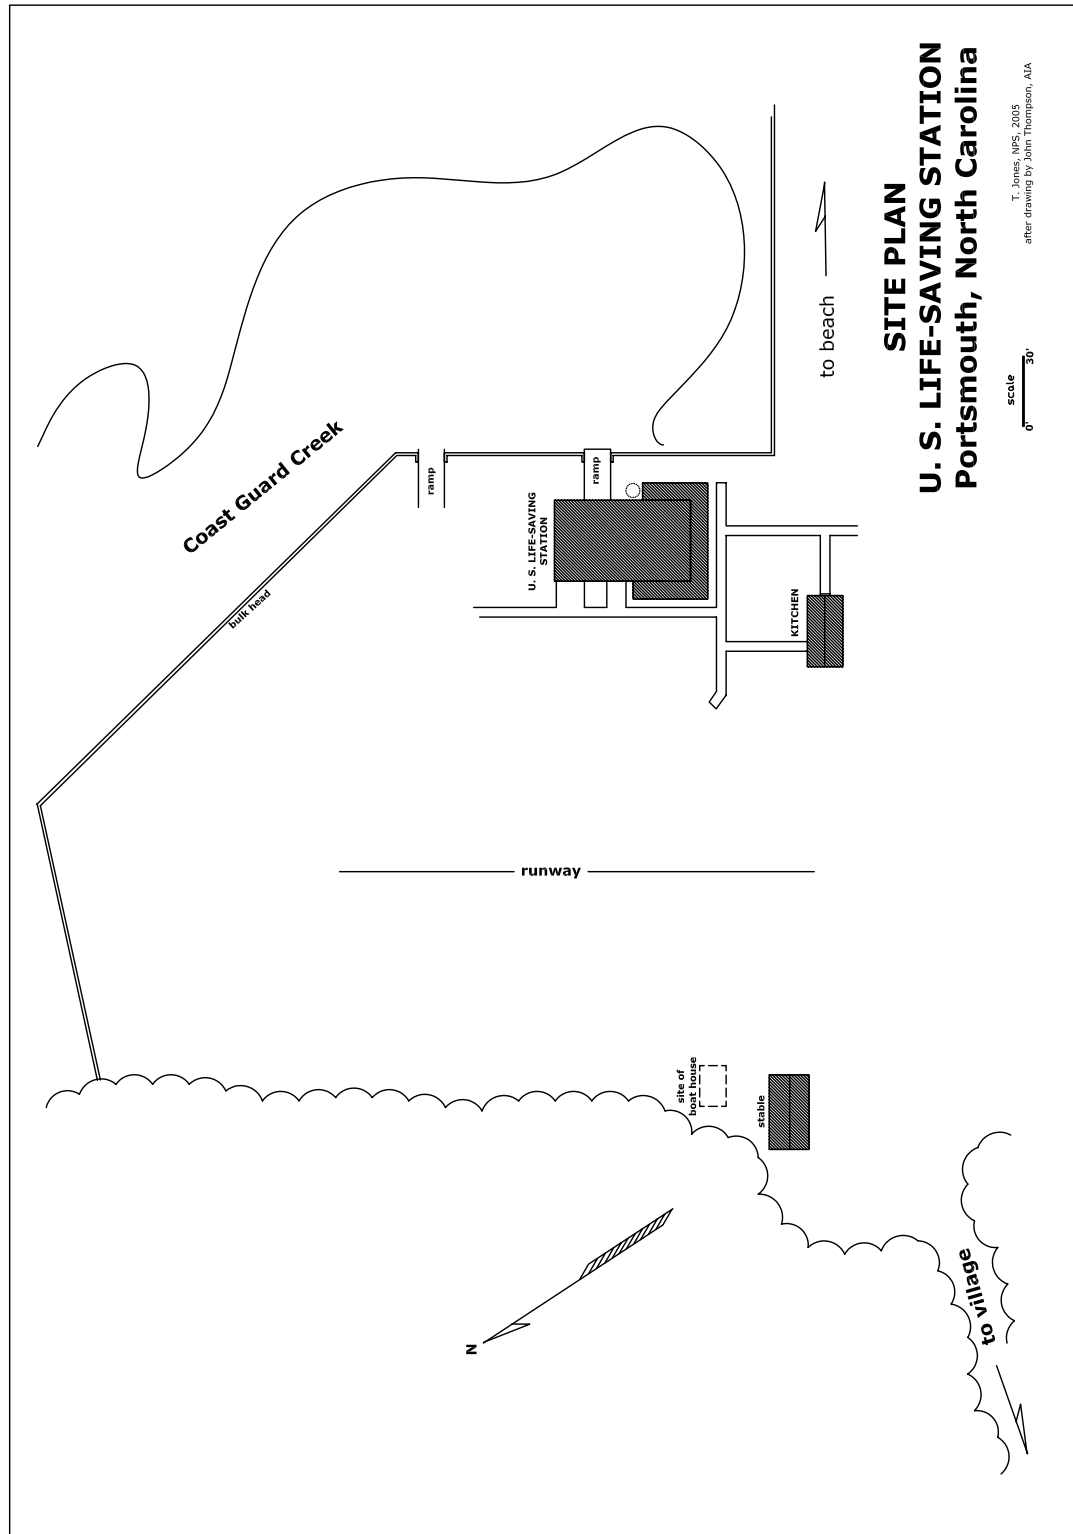 SITE PLAN
U. S. LIFE-SAVING STATION
Portsmouth, North Carolina
T. Jones, NPS, 2005
after drawing by John Thompson, AIA
scale
0' 30'
to beach
Coast Guard Creek
bulk head
ramp
ramp
U. S. LIFE-SAVING
STATION
KITCHEN
runway
site of
boat house
stable
to village
N